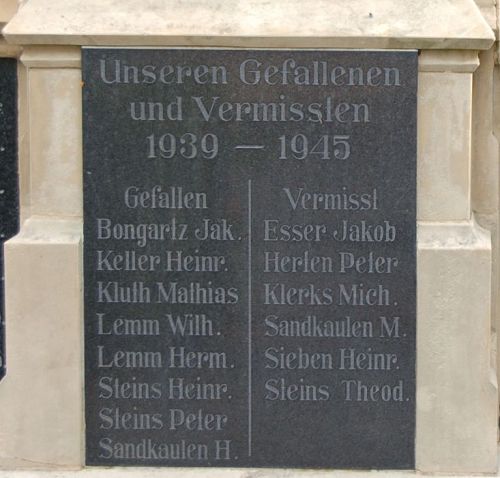 Unseren Gefallenen
und Vermissten
1939 — 1945
Gefallen
Bongartz Jak.
Keller Heinr.
Kluth Mathias
Lemm Wilh.
Lemm Herm.
Steins Heinr.
Steins Peter
Sandkaulen H.
Vermisst
Esser Jakob
Herten Peter
Klerks Mich.
Sandkaulen M.
Sieben Heinr.
Steins Theod.